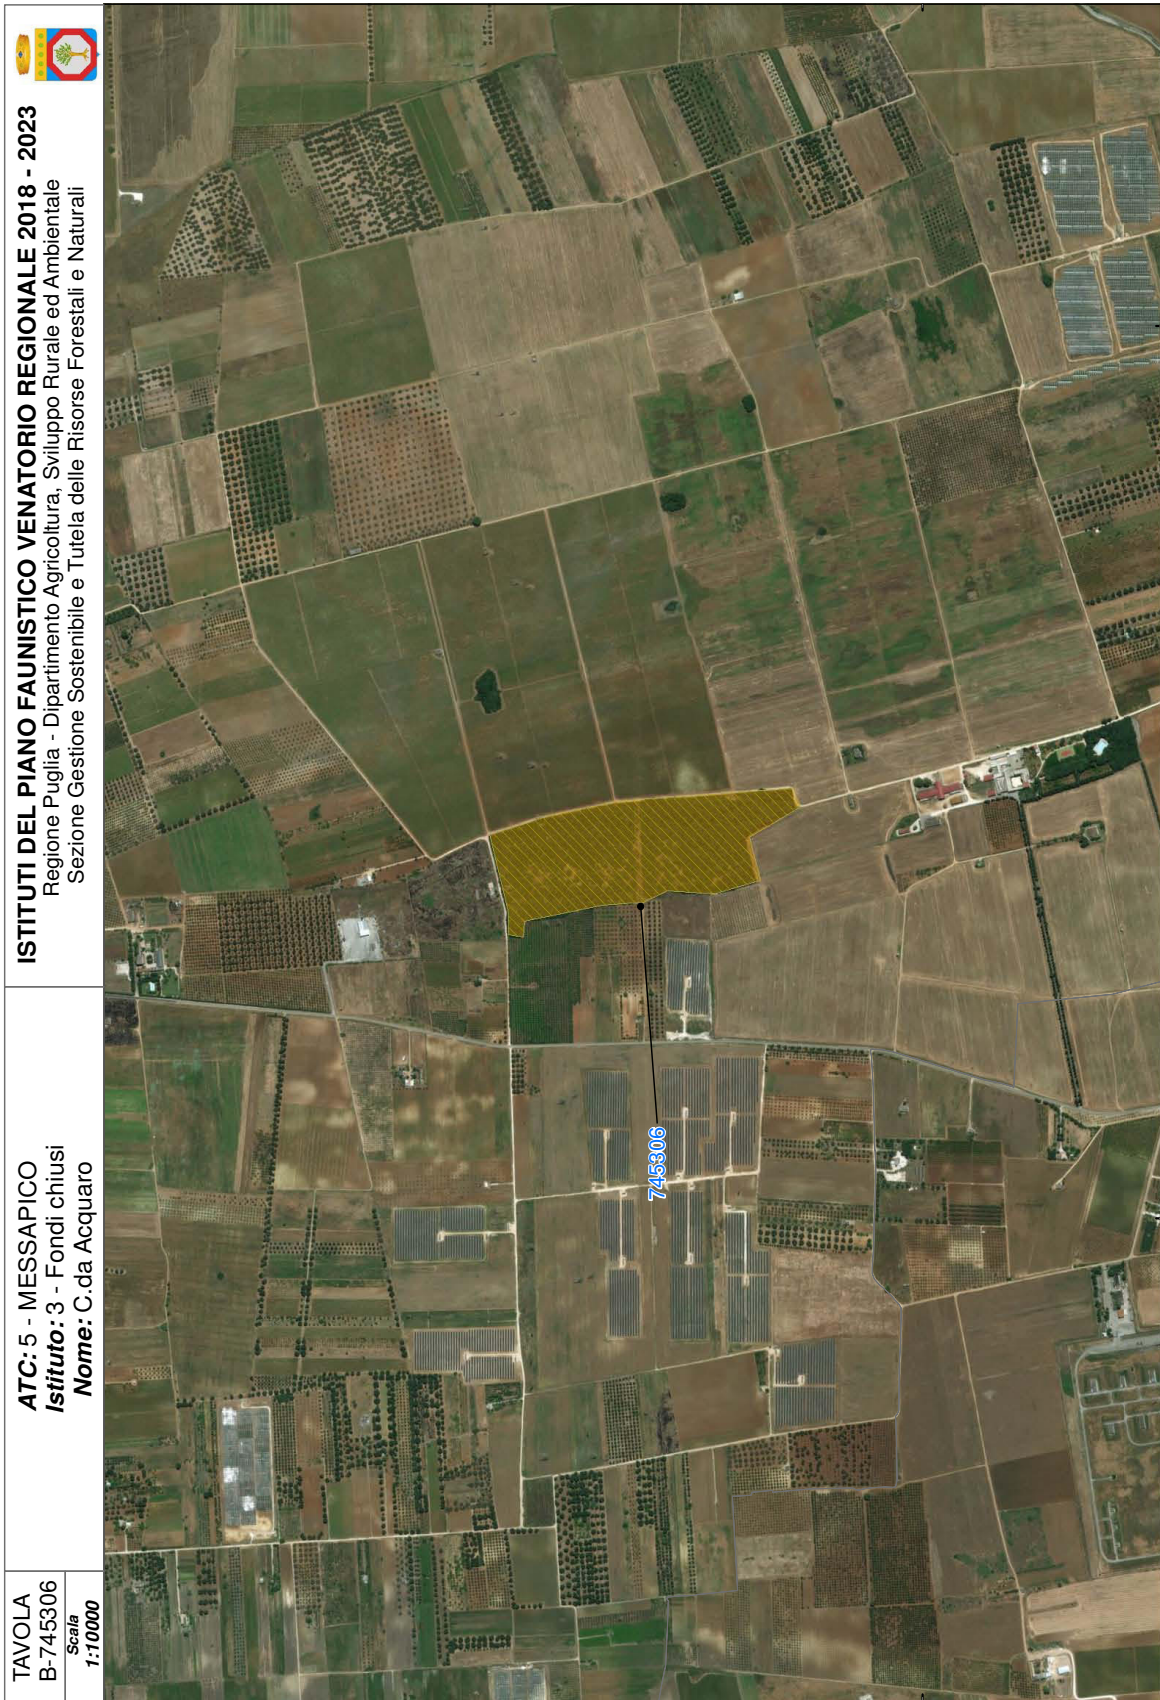 TAVOLA
B-745306
Scala
1:10000
ATC: 5 - MESSAPICO
Istituto: 3 - Fondi chiusi
Nome: C.da Acquaro
ISTITUTI DEL PIANO FAUNISTICO VENATORIO REGIONALE 2018 - 2023
Regione Puglia - Dipartimento Agricoltura, Sviluppo Rurale ed Ambientale
Sezione Gestione Sostenibile e Tutela delle Risorse Forestali e Naturali
745306